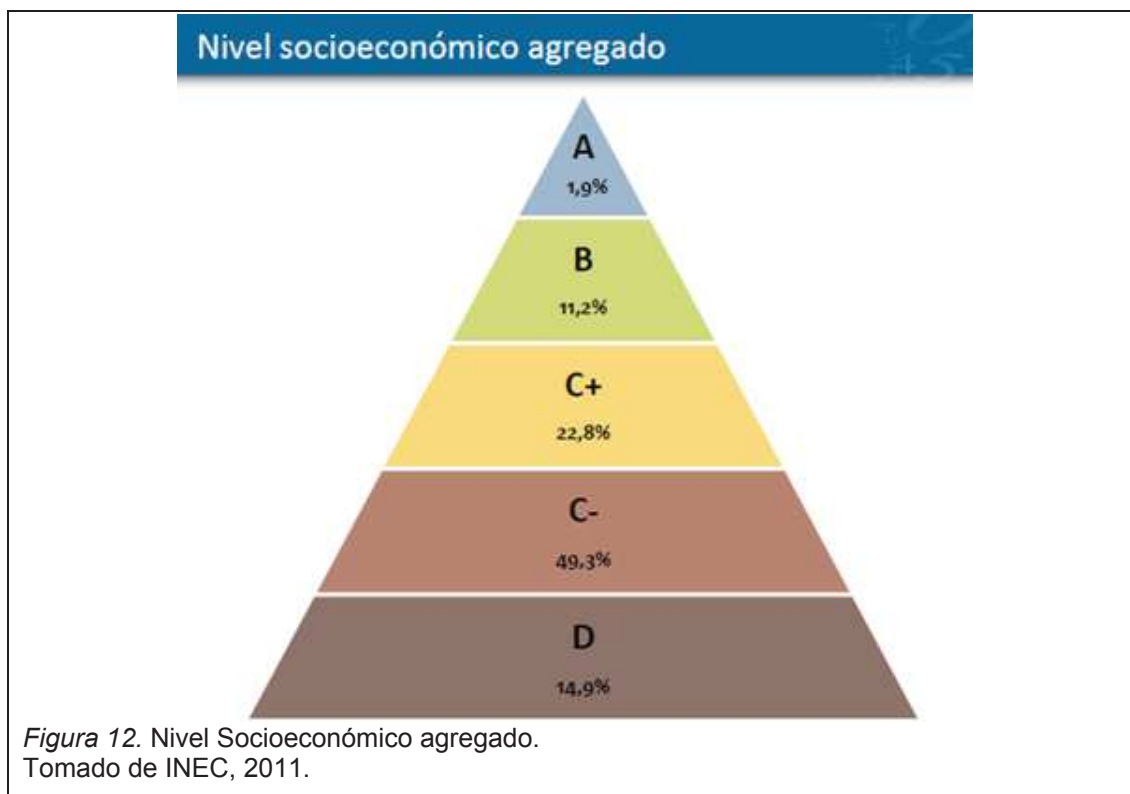 Nivel socioeconómico agregado
A
1,9%
B
11,2%
C+
22,8%
C-
49,3%
D
14,9%
Figura 12. Nivel Socioeconómico agregado.
Tomado de INEC, 2011.